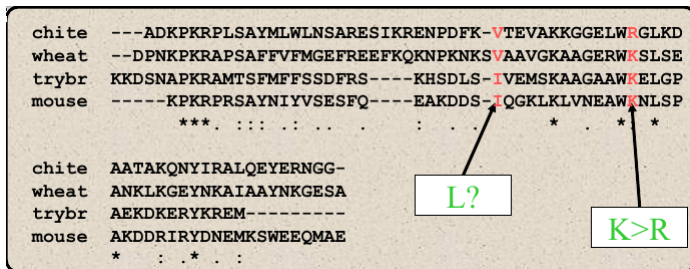 chite ---ADKPKRPLSAYMLWLNSARESIKRENPDFK-VTEVAKKGGELWRGLKD
wheat --DPNKPKRAPSAFFVFMGEFREEFKQKNPKNKSVAAVGKAAGERWKSLSE
trybr KKDSNAPKRAMTSFMFFSSDFRS----KHSDLS-IVEMSKAAGAAWKELGP
mouse -----KPKRPRSAYNIYVSESFQ----EAKDDS-IQGKLKLVNEAWKNLSP
***. ::: .: .. . : . . * . *: *
chite AATAKQNYIRALQEYERNGG-
wheat ANKLKGEYNKAIAAYNKGESA
trybr AEKDKERYKREM---------
mouse AKDDRIRYDNEMKSWEEQMAE
* : .* . :
L?
K>R